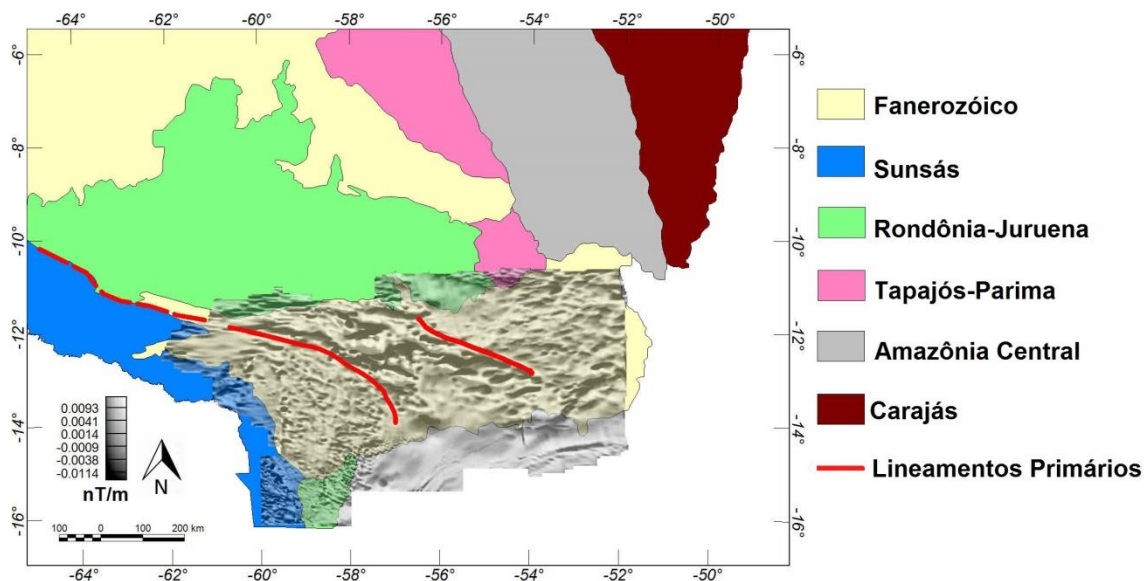 -64° -62° -60° -58° -56° -54° -52° -50°
-6° -6°
-8° -8°
-10° -10°
-12° -12°
-14° -14°
-16° -16°
-64° -62° -60° -58° -56° -54° -52° -50°
0.0093
0.0041
0.0014
-0.0009
-0.0038
-0.0114
nT/m
N
100 0 100 200 km
Fanerozóico
Sunsás
Rondônia-Juruena
Tapajós-Parima
Amazônia Central
Carajás
Lineamentos Primários